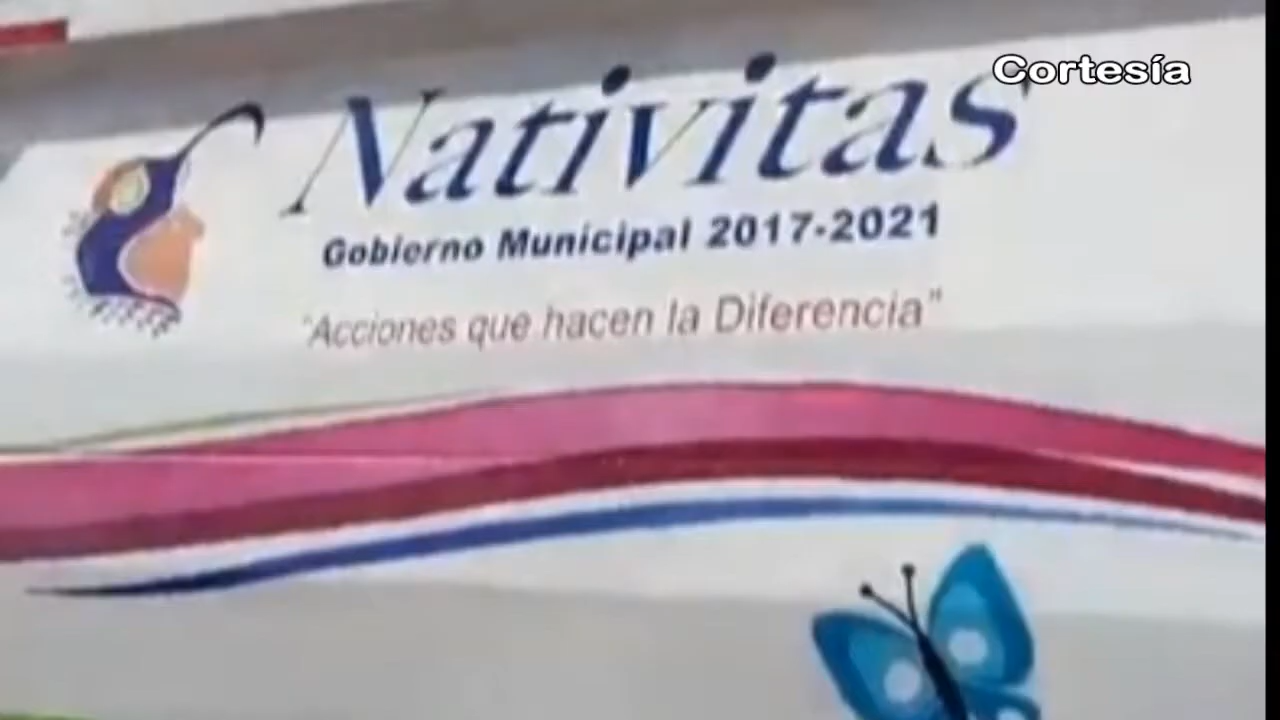 Cortesía
Nativitas
Gobierno Municipal 2017-2021
"Acciones que hacen la Diferencia"